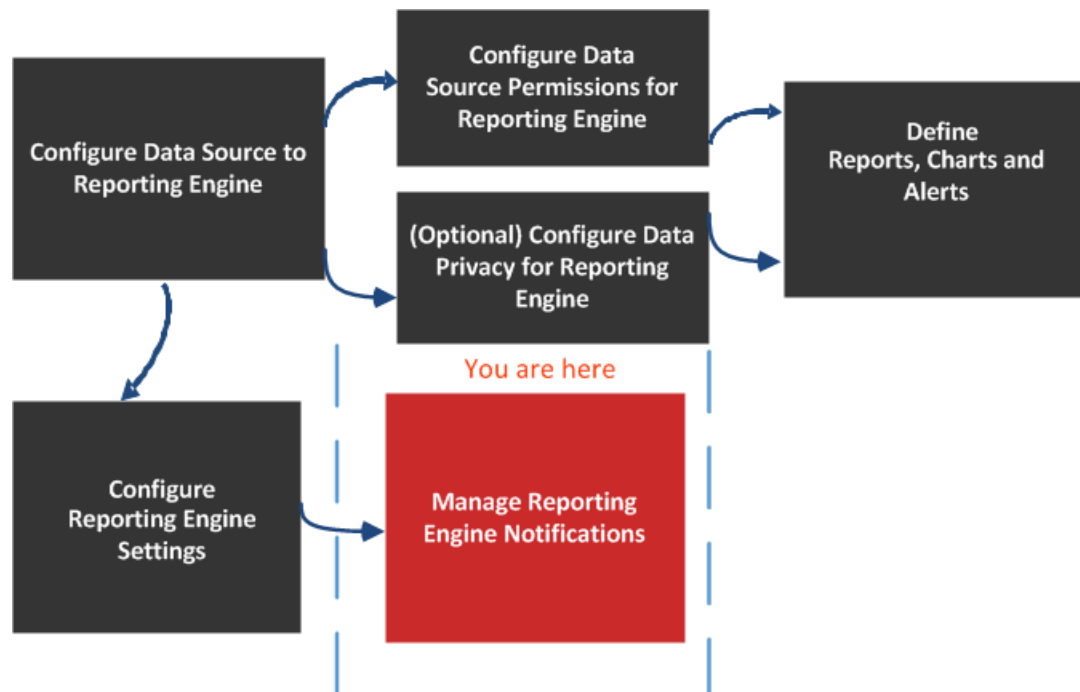 Configure Data Source to
Reporting Engine
Configure Data
Source Permissions for
Reporting Engine
(Optional) Configure Data
Privacy for Reporting
Engine
Define
Reports, Charts and
Alerts
You are here
Configure
Reporting Engine
Settings
Manage Reporting
Engine Notifications